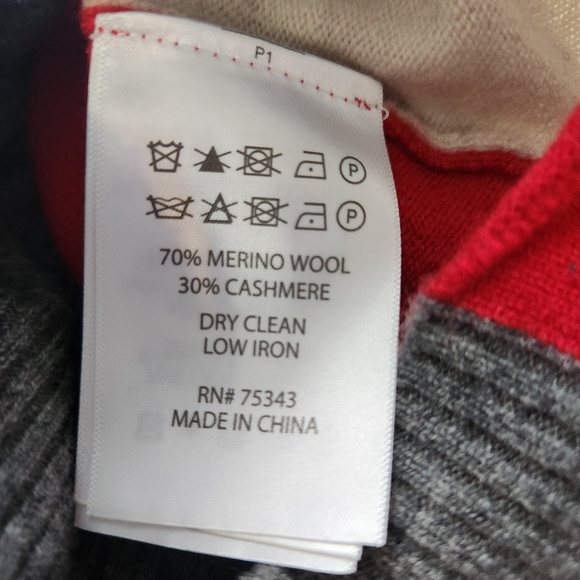 P1
P
P
70% MERINO WOOL
30% CASHMERE
DRY CLEAN
LOW IRON
RN# 75343
MADE IN CHINA